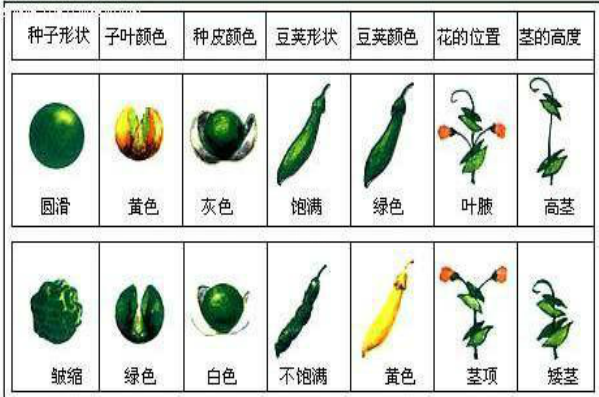 种子形状 子叶颜色 种皮颜色 豆荚形状 豆荚颜色 花的位置 茎的高度
圆滑 黄色 灰色 饱满 绿色 叶腋 高茎
皱缩 绿色 白色 不饱满 黄色 茎项 矮茎